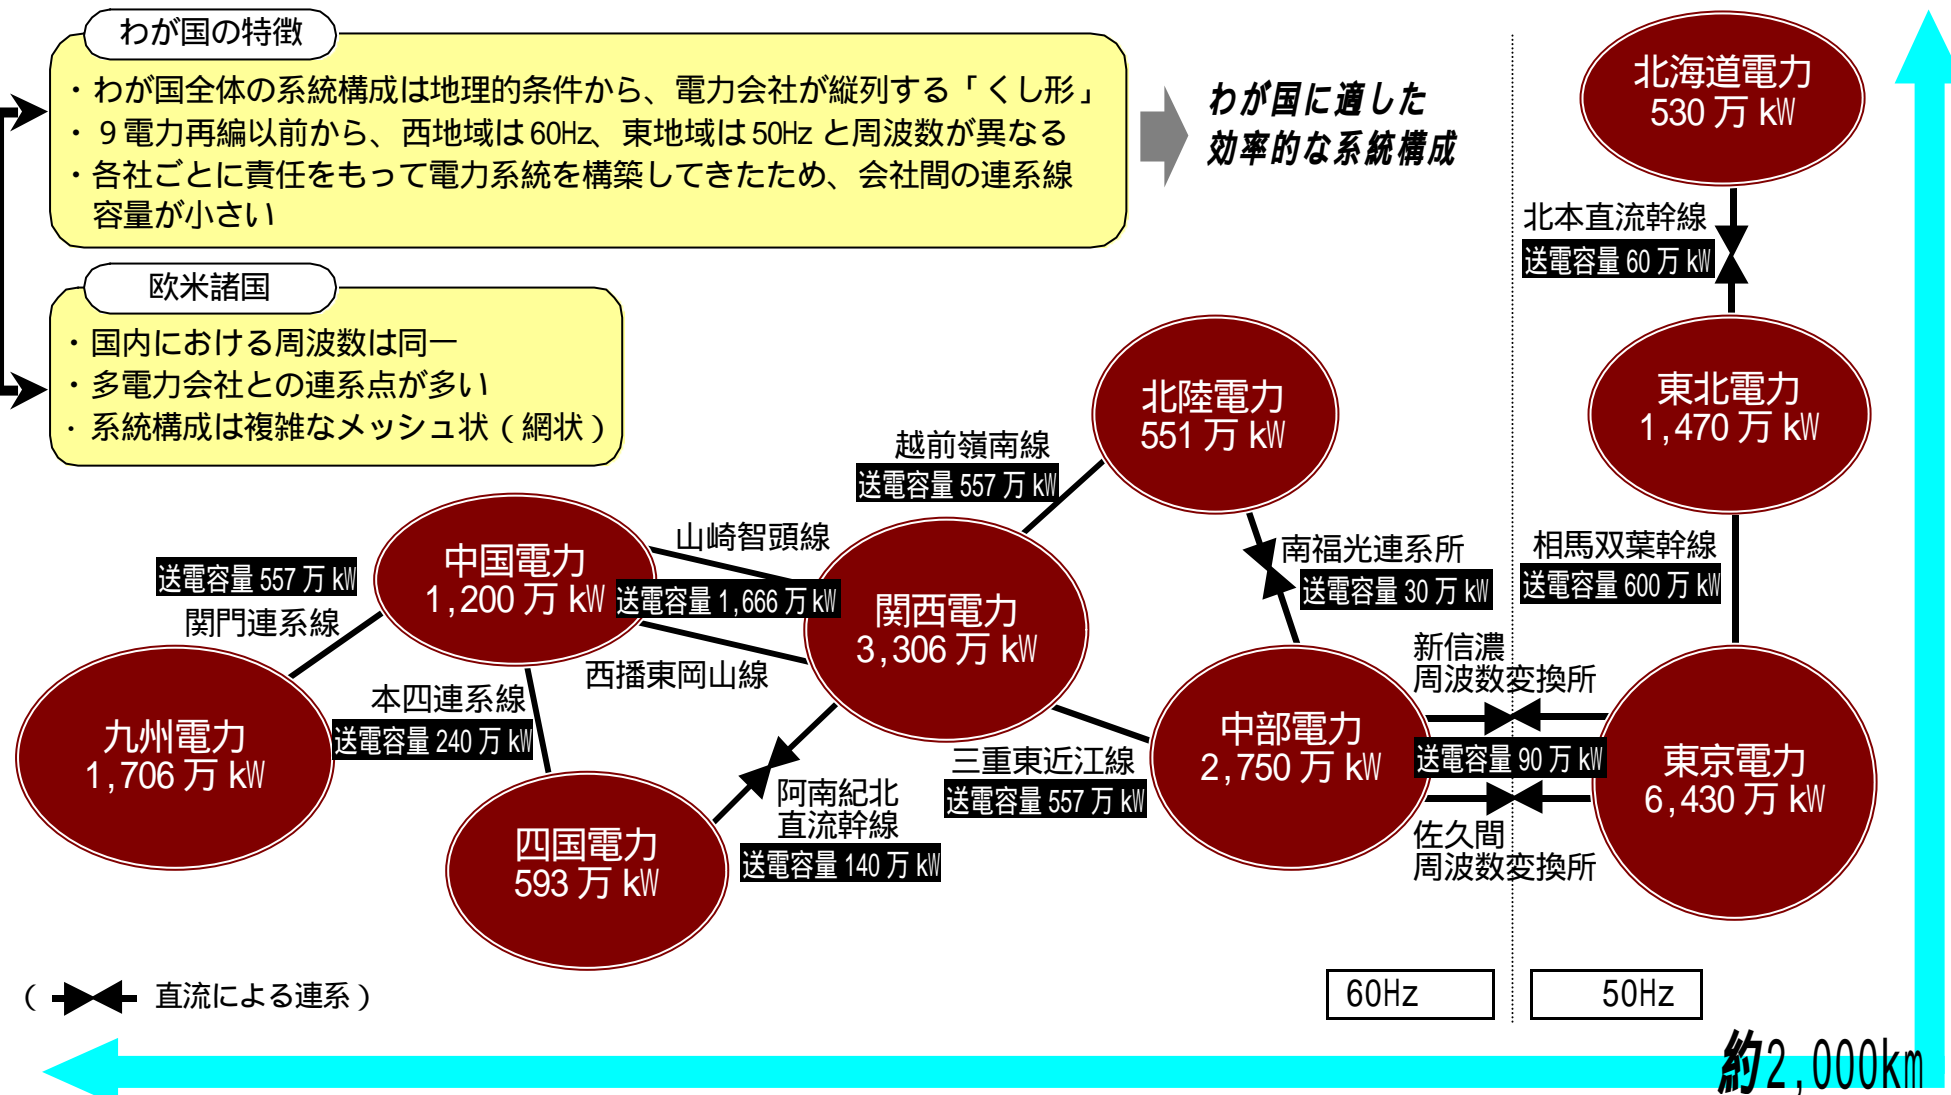 わが国の特徴
・わが国全体の系統構成は地理的条件から、電力会社が縦列する「くし形」
・９電力再編以前から、西地域は60Hz、東地域は50Hzと周波数が異なる
・各社ごとに責任をもって電力系統を構築してきたため、会社間の連系線
容量が小さい
わが国に適した
効率的な系統構成
欧米諸国
・国内における周波数は同一
・多電力会社との連系点が多い
・系統構成は複雑なメッシュ状（網状）
北海道電力
530万kW
北本直流幹線
送電容量60万kW
東北電力
1,470万kW
相馬双葉幹線
送電容量600万kW
北陸電力
551万kW
越前嶺南線
送電容量557万kW
南福光連系所
送電容量30万kW
中国電力
1,200万kW
山崎智頭線
送電容量1,666万kW
西播東岡山線
関西電力
3,306万kW
送電容量557万kW
関門連系線
九州電力
1,706万kW
本四連系線
送電容量240万kW
四国電力
593万kW
阿南紀北
直流幹線
送電容量140万kW
三重東近江線
送電容量557万kW
中部電力
2,750万kW
新信濃
周波数変換所
送電容量90万kW
佐久間
周波数変換所
東京電力
6,430万kW
（ 直流による連系）
60Hz
50Hz
約2,000km